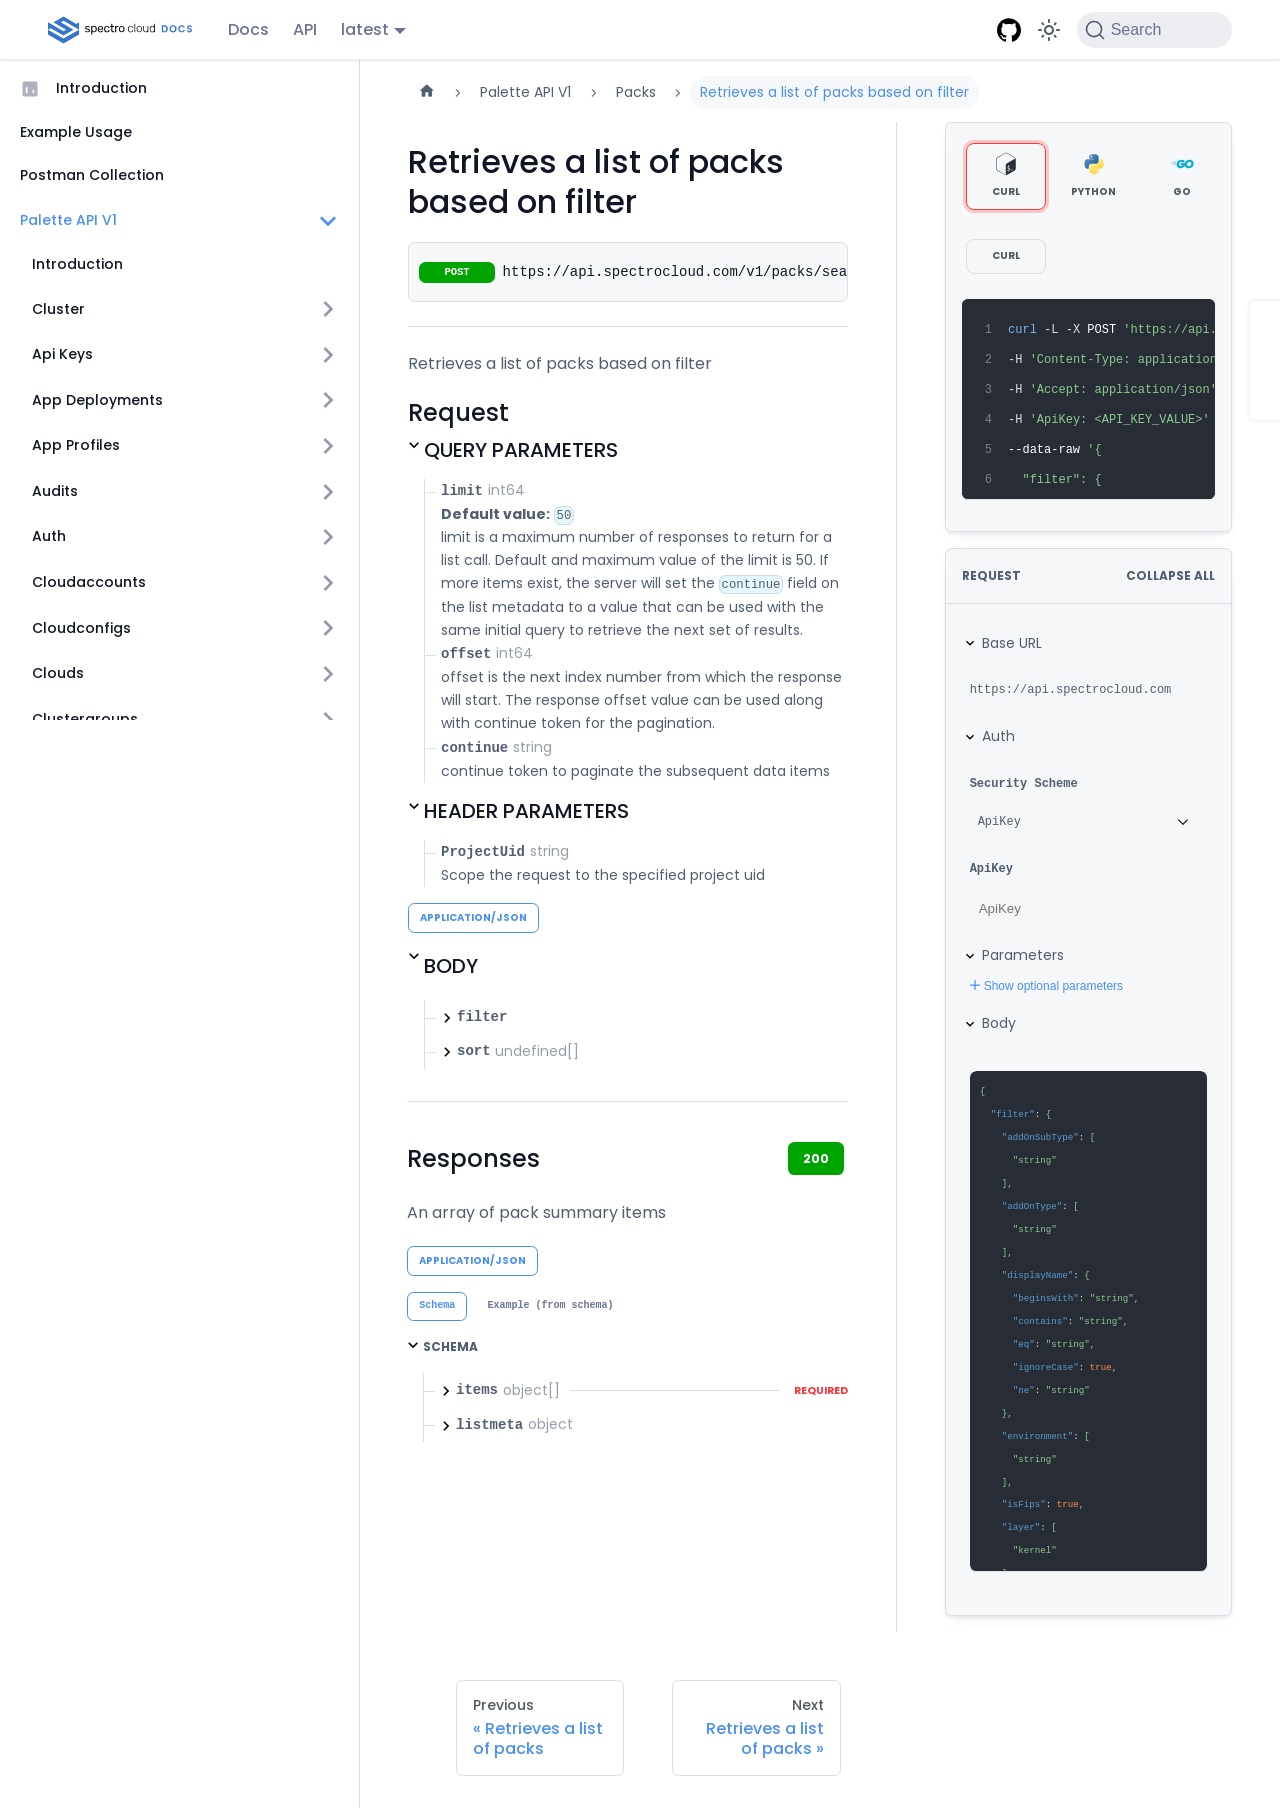 spectro cloud DOCS
Docs
API
latest
Search
Introduction
Example Usage
Postman Collection
Palette API V1
Introduction
Cluster
Api Keys
App Deployments
App Profiles
Audits
Auth
Cloudaccounts
Cloudconfigs
Clouds
Clustergroups
Palette API V1
Packs
Retrieves a list of packs based on filter
Retrieves a list of packs
based on filter
POST https://api.spectrocloud.com/v1/packs/sea
Retrieves a list of packs based on filter
Request
QUERY PARAMETERS
limit int64
Default value: 50
limit is a maximum number of responses to return for a
list call. Default and maximum value of the limit is 50. If
more items exist, the server will set the continue field on
the list metadata to a value that can be used with the
same initial query to retrieve the next set of results.
offset int64
offset is the next index number from which the response
will start. The response offset value can be used along
with continue token for the pagination.
continue string
continue token to paginate the subsequent data items
HEADER PARAMETERS
ProjectUid string
Scope the request to the specified project uid
APPLICATION/JSON
BODY
filter
sort undefined[]
Responses
200
An array of pack summary items
APPLICATION/JSON
Schema
Example (from schema)
SCHEMA
items object[]
REQUIRED
listmeta object
CURL
PYTHON
GO
CURL
1 curl -L -X POST 'https://api.
2 -H 'Content-Type: application
3 -H 'Accept: application/json'
4 -H 'ApiKey: <API_KEY_VALUE>'
5 --data-raw '{
6 "filter": {
REQUEST
COLLAPSE ALL
Base URL
https://api.spectrocloud.com
Auth
Security Scheme
ApiKey
ApiKey
ApiKey
Parameters
Show optional parameters
Body
{
"filter": {
"addOnSubType": [
"string"
],
"addOnType": [
"string"
],
"displayName": {
"beginsWith": "string",
"contains": "string",
"eq": "string",
"ignoreCase": true,
"ne": "string"
},
"environment": [
"string"
],
"isFips": true,
"layer": [
"kernel"
Previous
« Retrieves a list
of packs
Next
Retrieves a list
of packs »